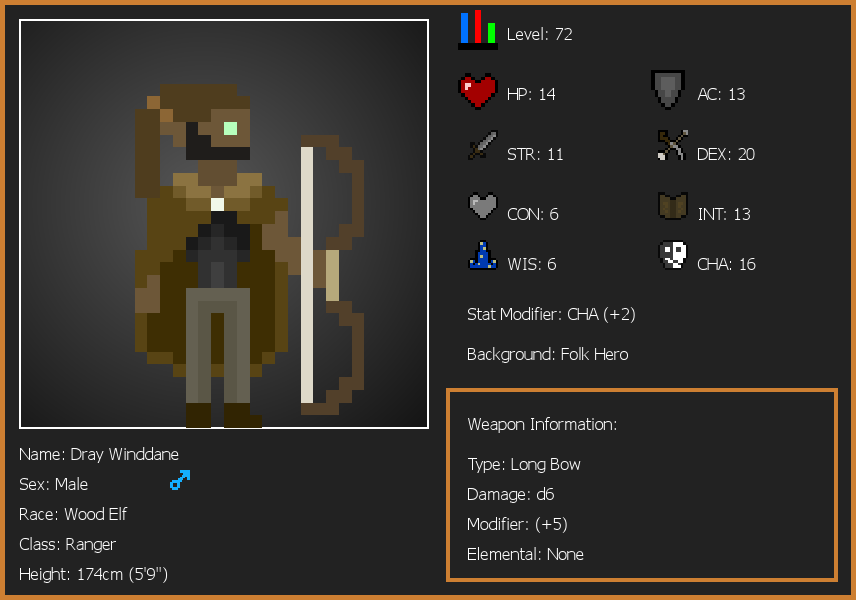 Level: 72
HP: 14
AC: 13
STR: 11
DEX: 20
CON: 6
INT: 13
WIS: 6
CHA: 16
Stat Modifier: CHA (+2)
Background: Folk Hero
Weapon Information:
Type: Long Bow
Damage: d6
Modifier: (+5)
Elemental: None
Name: Dray Winddane
Sex: Male
Race: Wood Elf
Class: Ranger
Height: 174cm (5'9")